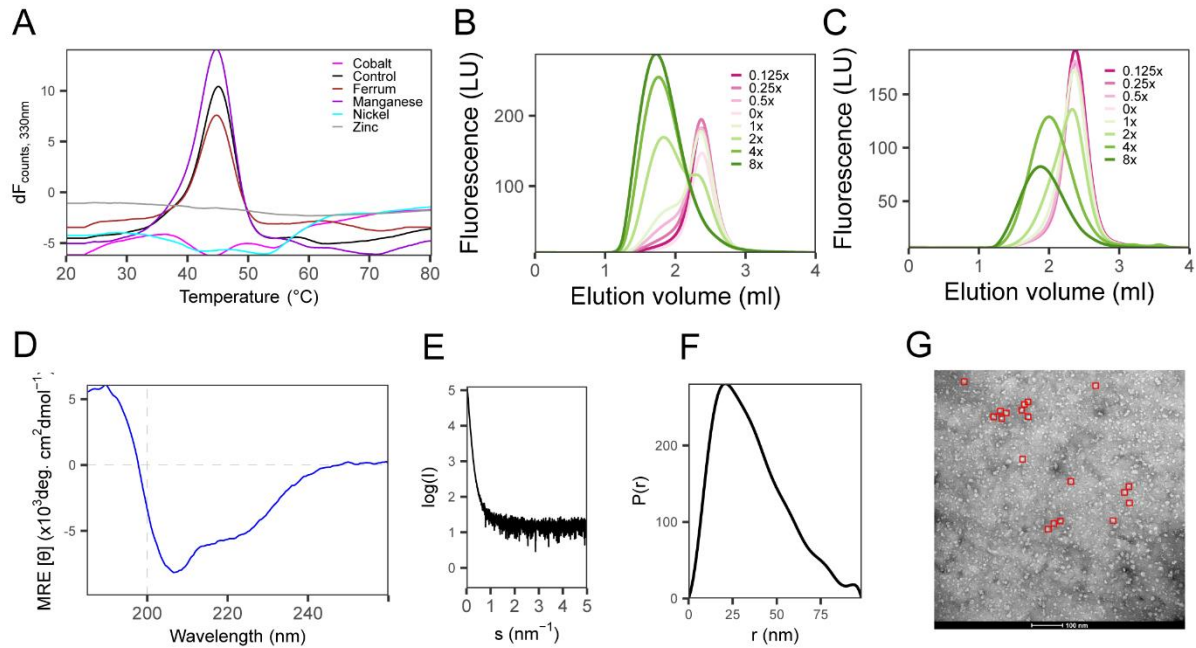 A
dF counts, 330nm
10
5
0
-5
20 30 40 50 60 70 80
Temperature (°C)
Cobalt
Control
Ferrum
Manganese
Nickel
Zinc
B
Fluorescence (LU)
200
100
0 1 2 3 4
Elution volume (ml)
0.125x
0.25x
0.5x
0x
1x
2x
4x
8x
C
Fluorescence (LU)
150
100
50
0 1 2 3 4
Elution volume (ml)
0.125x
0.25x
0.5x
0x
1x
2x
4x
8x
D
MRE [θ] (x10³deg. cm²dmol⁻¹
5
0
-5
200 220 240
Wavelength (nm)
E
log(I)
5
4
3
2
1
0
0 1 2 3 4 5
s (nm⁻¹)
F
P(r)
200
100
0
0 25 50 75
r (nm)
G
100 nm